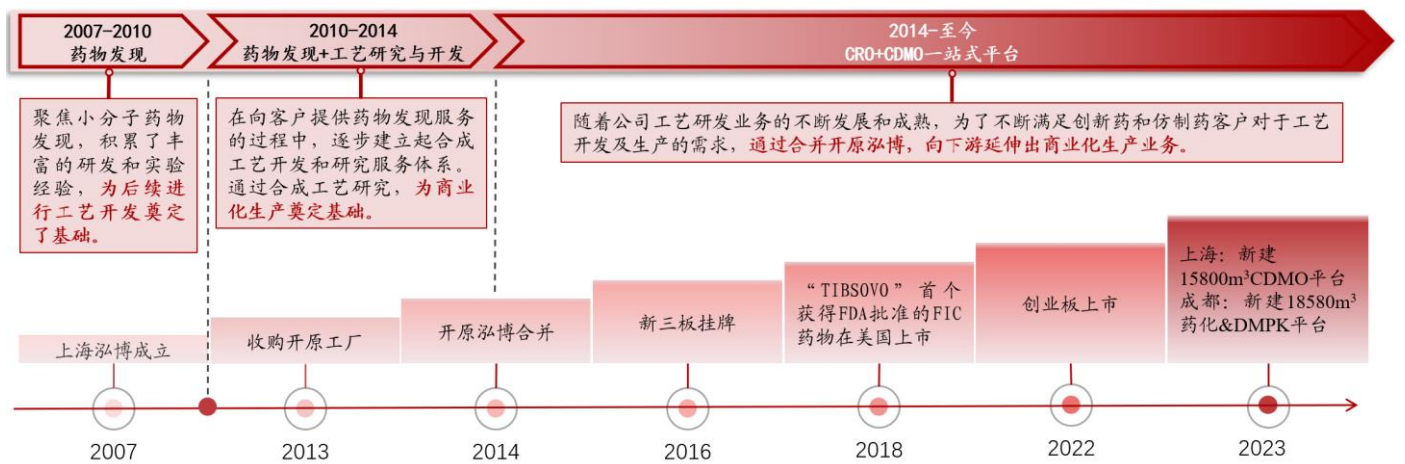 2007-2010
药物发现
2010-2014
药物发现+工艺研究与开发
2014-至今
CRO+CDMO一站式平台
聚焦小分子药物
发现，积累了丰
富的研发和实验
经验，为后续进
行工艺开发奠定
了基础。
在向客户提供药物发现服务
的过程中，逐步建立起合成
工艺开发和研究服务体系。
通过合成工艺研究，为商业
化生产奠定基础。
随着公司工艺研发业务的不断发展和成熟，为了不断满足创新药和仿制药客户对于工艺
开发及生产的需求，通过合并开原泓博，向下游延伸出商业化生产业务。
上海泓博成立
收购开原工厂
开原泓博合并
新三板挂牌
“TIBSOVO”首个
获得FDA批准的FIC
药物在美国上市
创业板上市
上海：新建
15800m³CDMO平台
成都：新建18580m³
药化&DMPK平台
2007
2013
2014
2016
2018
2022
2023